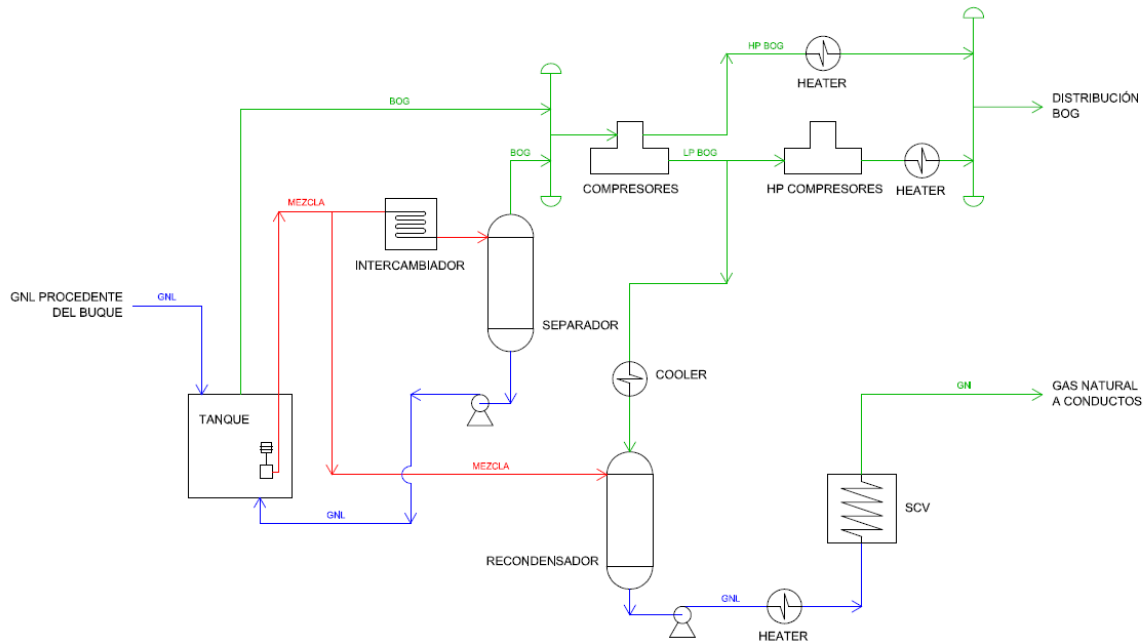 HP BOG
HEATER
BOG
DISTRIBUCIÓN
BOG
BOG
LP BOG
COMPRESORES
HP COMPRESORES
HEATER
MEZCLA
INTERCAMBIADOR
GNL PROCEDENTE
DEL BUQUE
GNL
SEPARADOR
COOLER
GN
GAS NATURAL
A CONDUCTOS
TANQUE
MEZCLA
SCV
GNL
RECONDENSADOR
GNL
HEATER